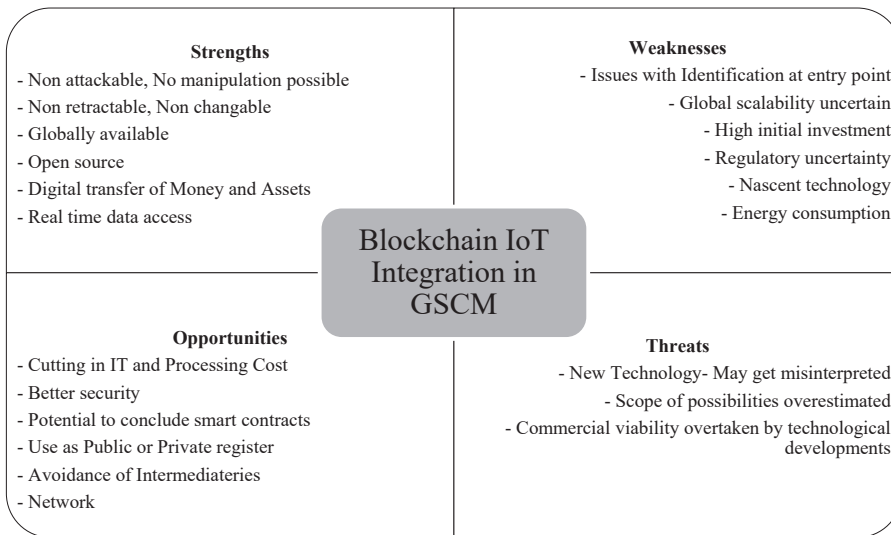 Strengths
- Non attackable, No manipulation possible
- Non retractable, Non changable
- Globally available
- Open source
- Digital transfer of Money and Assets
- Real time data access
Weaknesses
- Issues with Identification at entry point
- Global scalability uncertain
- High initial investment
- Regulatory uncertainty
- Nascent technology
- Energy consumption
Blockchain IoT
Integration in
GSCM
Opportunities
- Cutting in IT and Processing Cost
- Better security
- Potential to conclude smart contracts
- Use as Public or Private register
- Avoidance of Intermediateries
- Network
Threats
- New Technology- May get misinterpreted
- Scope of possibilities overestimated
- Commercial viability overtaken by technological
developments